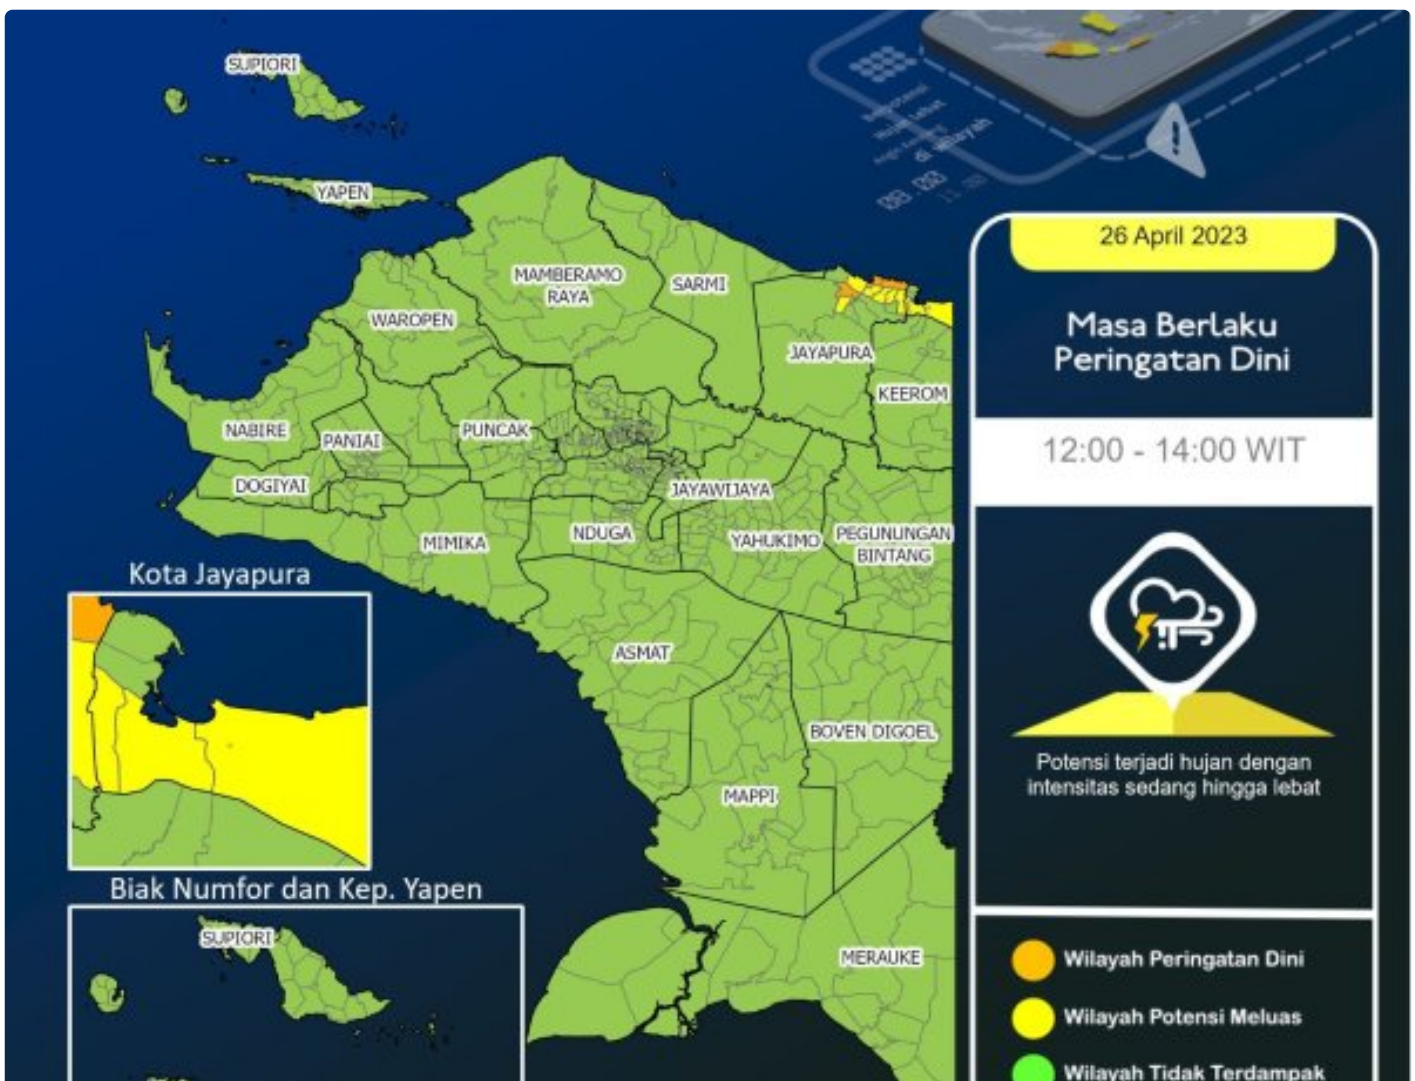 SUPIORI
YAPEN
MAMBERAMO
RAYA
SARMI
WAROPEN
JAYAPURA
KEEROM
NABIRE
PANIAI
PUNCAK
DOGIYAI
JAYAWIJAYA
MIMIKA
NDUGA
YAHUKIMO
PEGUNUNGAN
BINTANG
ASMAT
BOVEN DIGOEL
MAPPI
MERAUKE
Kota Jayapura
Biak Numfor dan Kep. Yapen
SUPIORI
di wilayah
26 April 2023
Masa Berlaku
Peringatan Dini
12:00 - 14:00 WIT
Potensi terjadi hujan dengan
intensitas sedang hingga lebat
Wilayah Peringatan Dini
Wilayah Potensi Meluas
Wilayah Tidak Terdampak